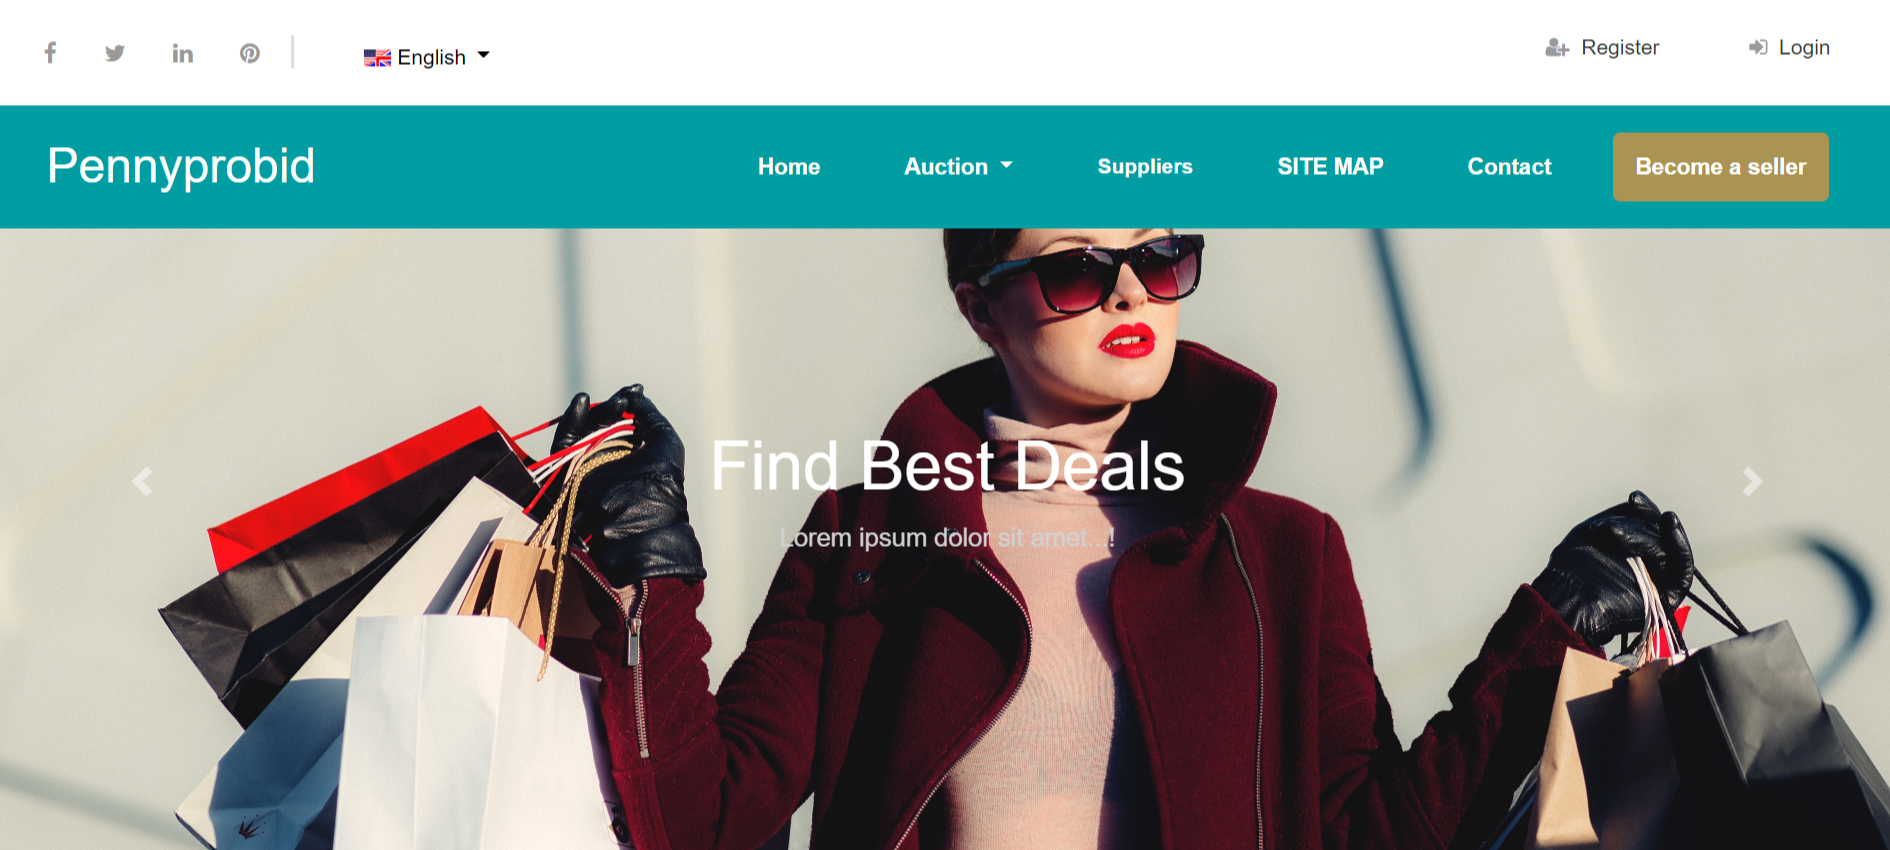 English
Register
Login
Pennyprobid
Home
Auction
Suppliers
SITE MAP
Contact
Become a seller
Find Best Deals
Lorem ipsum dolor sit amet...!